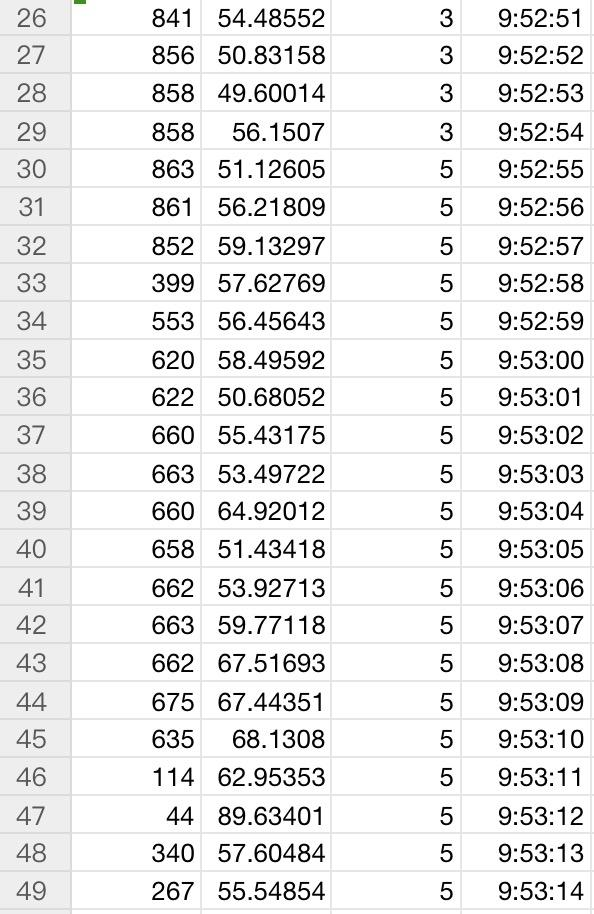 26 841 54.48552 3 9:52:51
27 856 50.83158 3 9:52:52
28 858 49.60014 3 9:52:53
29 858 56.1507 3 9:52:54
30 863 51.12605 5 9:52:55
31 861 56.21809 5 9:52:56
32 852 59.13297 5 9:52:57
33 399 57.62769 5 9:52:58
34 553 56.45643 5 9:52:59
35 620 58.49592 5 9:53:00
36 622 50.68052 5 9:53:01
37 660 55.43175 5 9:53:02
38 663 53.49722 5 9:53:03
39 660 64.92012 5 9:53:04
40 658 51.43418 5 9:53:05
41 662 53.92713 5 9:53:06
42 663 59.77118 5 9:53:07
43 662 67.51693 5 9:53:08
44 675 67.44351 5 9:53:09
45 635 68.1308 5 9:53:10
46 114 62.95353 5 9:53:11
47 44 89.63401 5 9:53:12
48 340 57.60484 5 9:53:13
49 267 55.54854 5 9:53:14